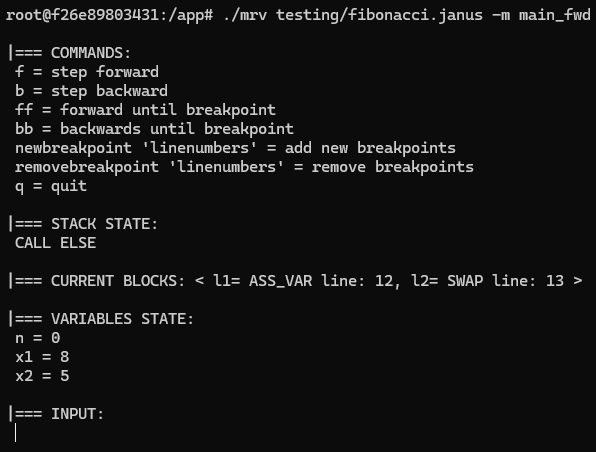 root@f26e89803431:/app# ./mrv testing/fibonacci.janus -m main_fwd
|=== COMMANDS:
f = step forward
b = step backward
ff = forward until breakpoint
bb = backwards until breakpoint
newbreakpoint 'linenumbers' = add new breakpoints
removebreakpoint 'linenumbers' = remove breakpoints
q = quit
|=== STACK STATE:
CALL ELSE
|=== CURRENT BLOCKS: < l1= ASS_VAR line: 12, l2= SWAP line: 13 >
|=== VARIABLES STATE:
n = 0
x1 = 8
x2 = 5
|=== INPUT: